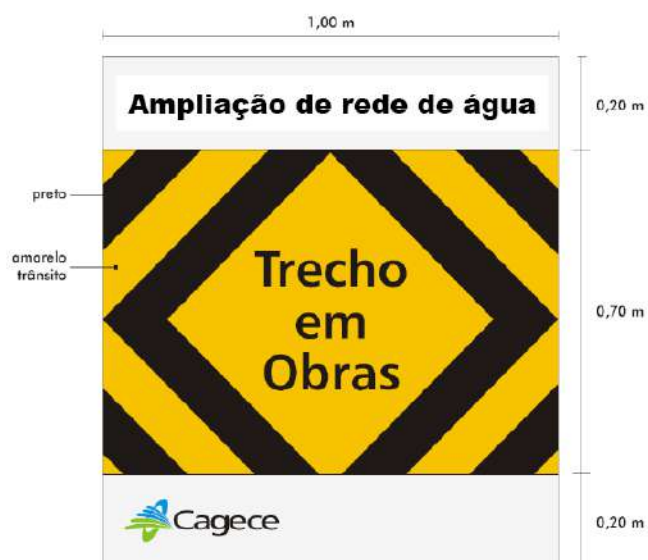 1,00 m
Ampliação de rede de água
0,20 m
preto
amarelo
trânsito
Trecho
em
Obras
0,70 m
Cagece
0,20 m